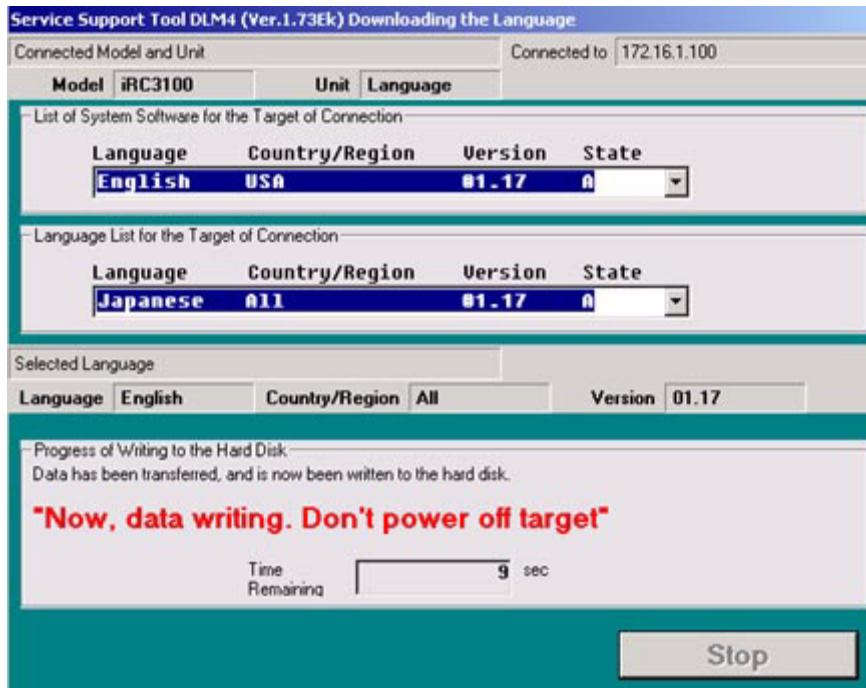 Service Support Tool DLM4 (Ver.1.73Ek) Downloading the Language
Connected Model and Unit Connected to 172.16.1.100
Model iRC3100 Unit Language
List of System Software for the Target of Connection
Language Country/Region Version State
English USA 01.17 A
Language List for the Target of Connection
Language Country/Region Version State
Japanese All 01.17 A
Selected Language
Language English Country/Region All Version 01.17
Progress of Writing to the Hard Disk
Data has been transferred, and is now been written to the hard disk.
"Now, data writing. Don't power off target"
Time Remaining 9 sec
Stop